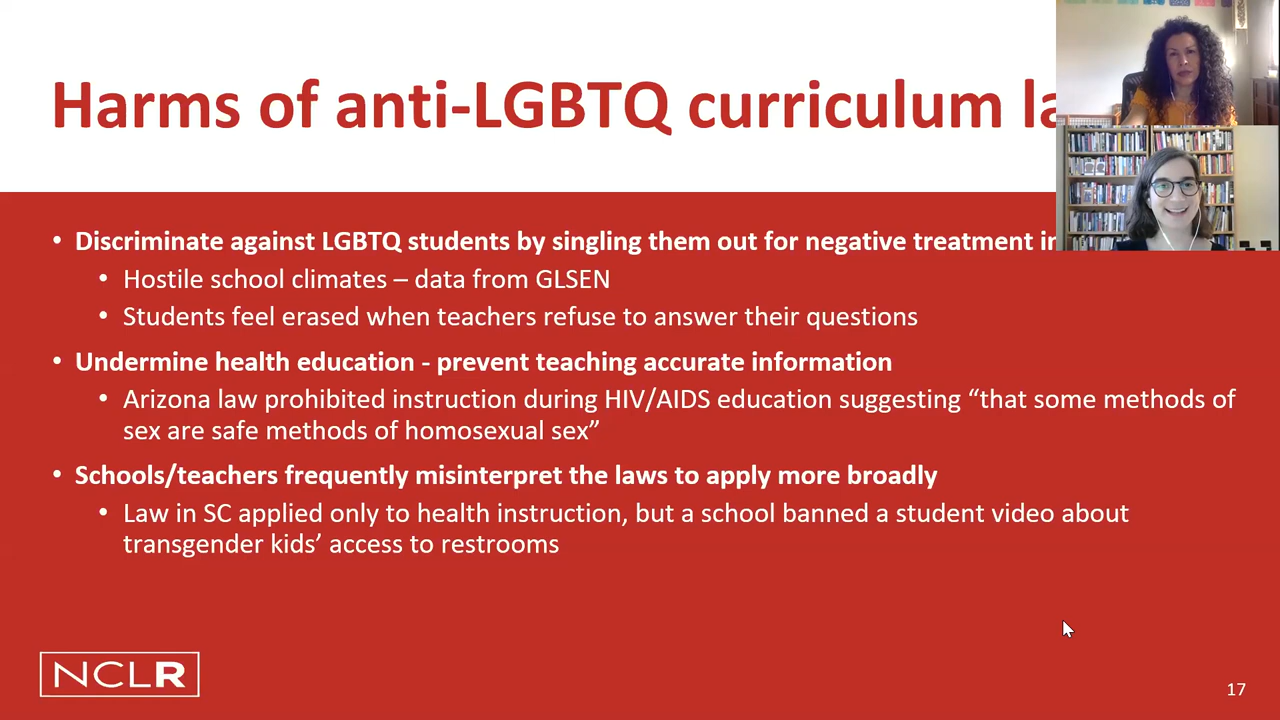 Harms of anti-LGBTQ curriculum
• Discriminate against LGBTQ students by singling them out for negative treatment
• Hostile school climates – data from GLSEN
• Students feel erased when teachers refuse to answer their questions
• Undermine health education - prevent teaching accurate information
• Arizona law prohibited instruction during HIV/AIDS education suggesting “that some methods of
sex are safe methods of homosexual sex”
• Schools/teachers frequently misinterpret the laws to apply more broadly
• Law in SC applied only to health instruction, but a school banned a student video about
transgender kids’ access to restrooms
NCLR
17